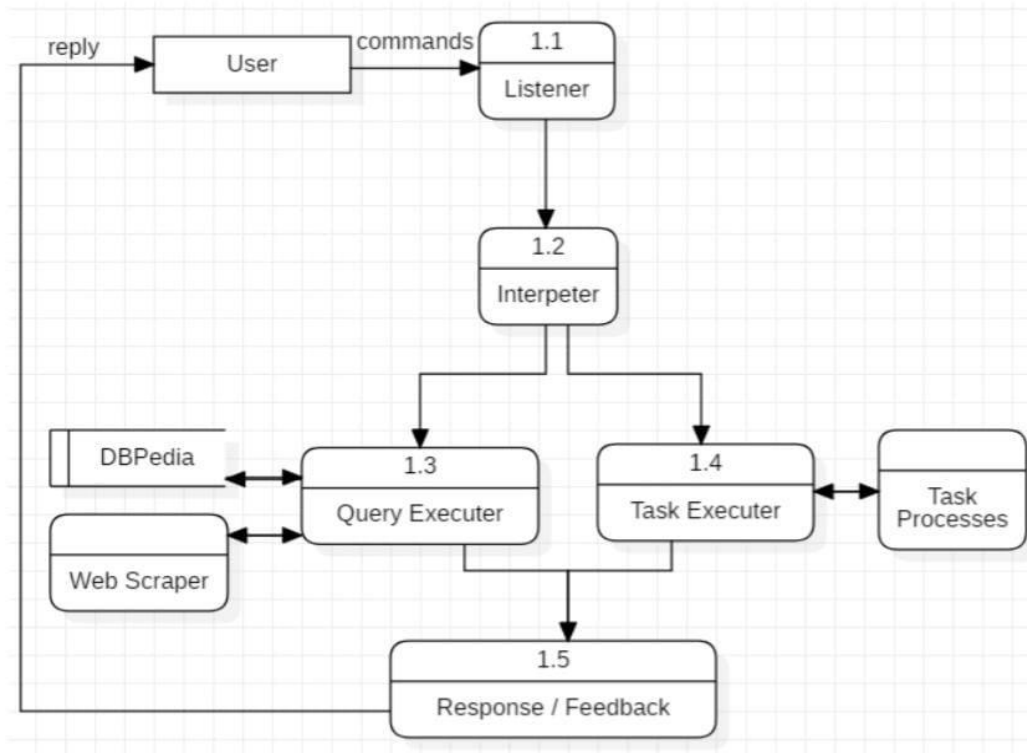 reply
commands
User
1.1
Listener
1.2
Interpeter
DBPedia
1.3
Query Executer
1.4
Task Executer
Task
Processes
Web Scraper
1.5
Response / Feedback